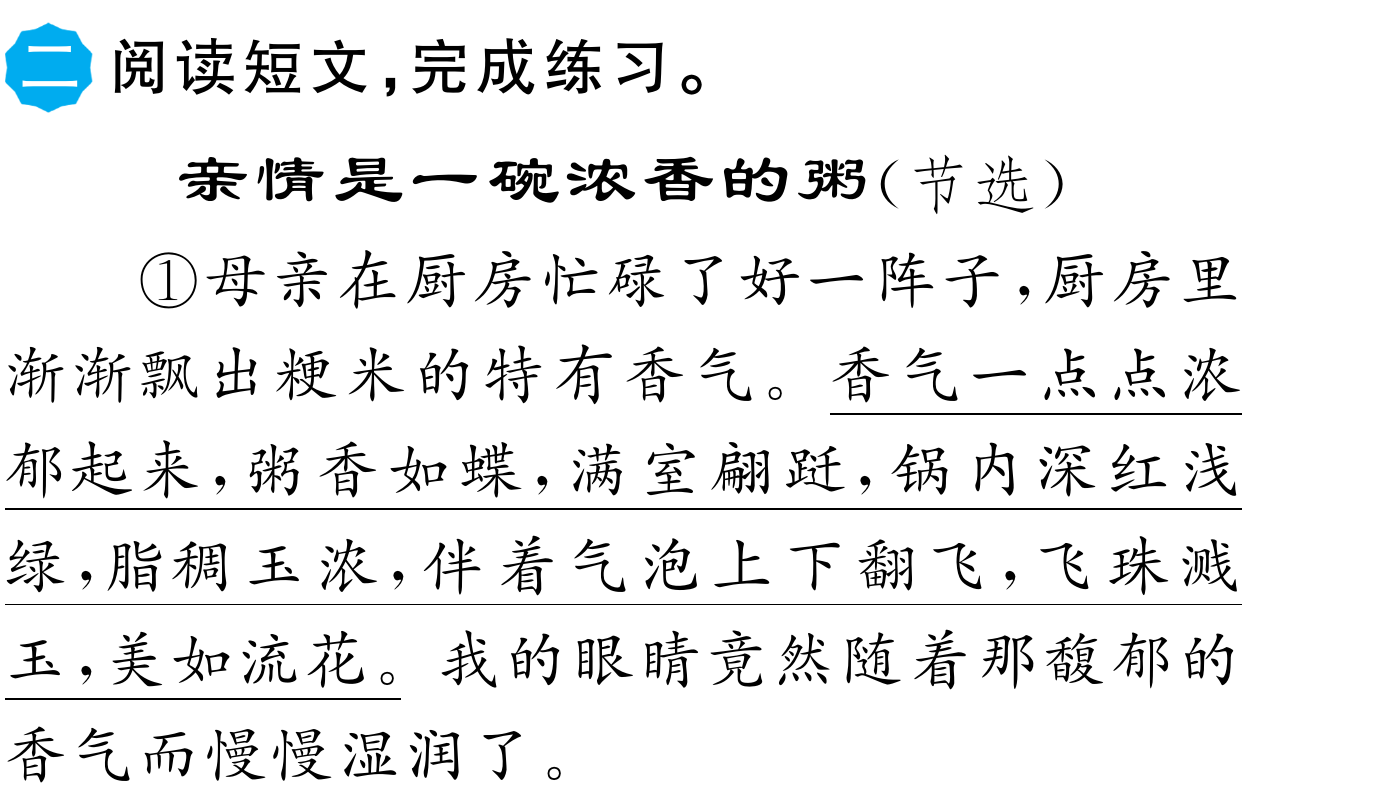 二 阅读短文,完成练习。
亲情是一碗浓香的粥(节选)
①母亲在厨房忙碌了好一阵子,厨房里
渐渐飘出粳米的特有香气。香气一点点浓
郁起来,粥香如蝶,满室翩跹,锅内深红浅
绿,脂稠玉浓,伴着气泡上下翻飞,飞珠溅
玉,美如流花。我的眼睛竟然随着那馥郁的
香气而慢慢湿润了。